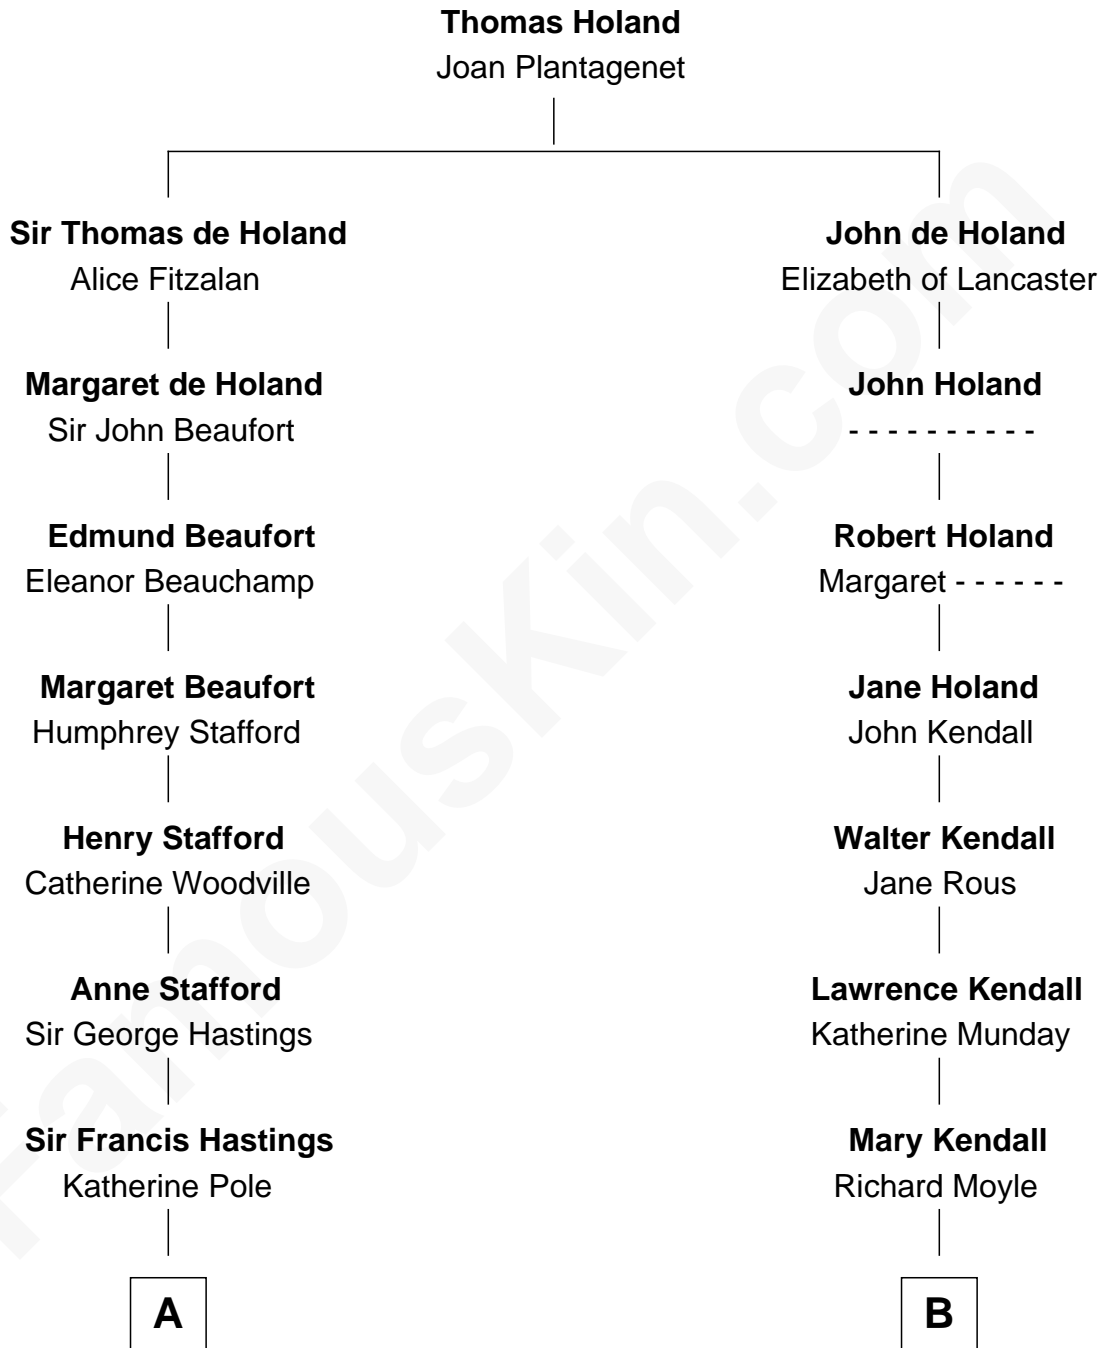 Thomas Holand
Joan Plantagenet
Sir Thomas de Holand
Alice Fitzalan
John de Holand
Elizabeth of Lancaster
Margaret de Holand
Sir John Beaufort
John Holand
- - - - - - - - - -
Edmund Beaufort
Eleanor Beauchamp
Robert Holand
Margaret - - - - - -
Margaret Beaufort
Humphrey Stafford
Jane Holand
John Kendall
Henry Stafford
Catherine Woodville
Walter Kendall
Jane Rous
Anne Stafford
Sir George Hastings
Lawrence Kendall
Katherine Munday
Sir Francis Hastings
Katherine Pole
Mary Kendall
Richard Moyle
A
B
FamousKin.com